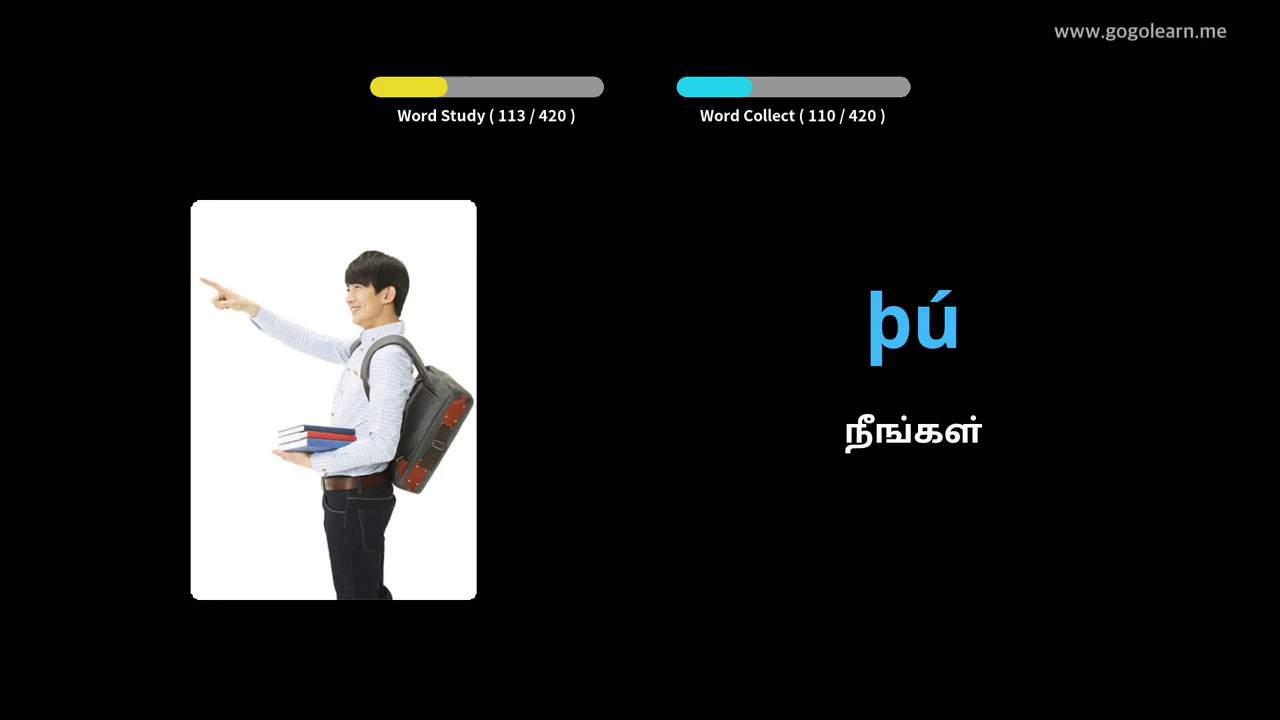 www.gogolearn.me
Word Study ( 113 / 420 )
Word Collect ( 110 / 420 )
þú
நீங்கள்